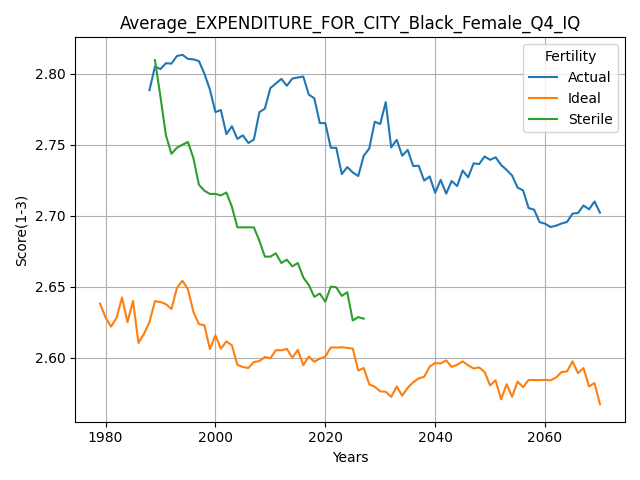 Average_EXPENDITURE_FOR_CITY_Black_Female_Q4_IQ
Fertility
Actual
Ideal
Sterile
Score(1-3)
2.80
2.75
2.70
2.65
2.60
1980 2000 2020 2040 2060
Years